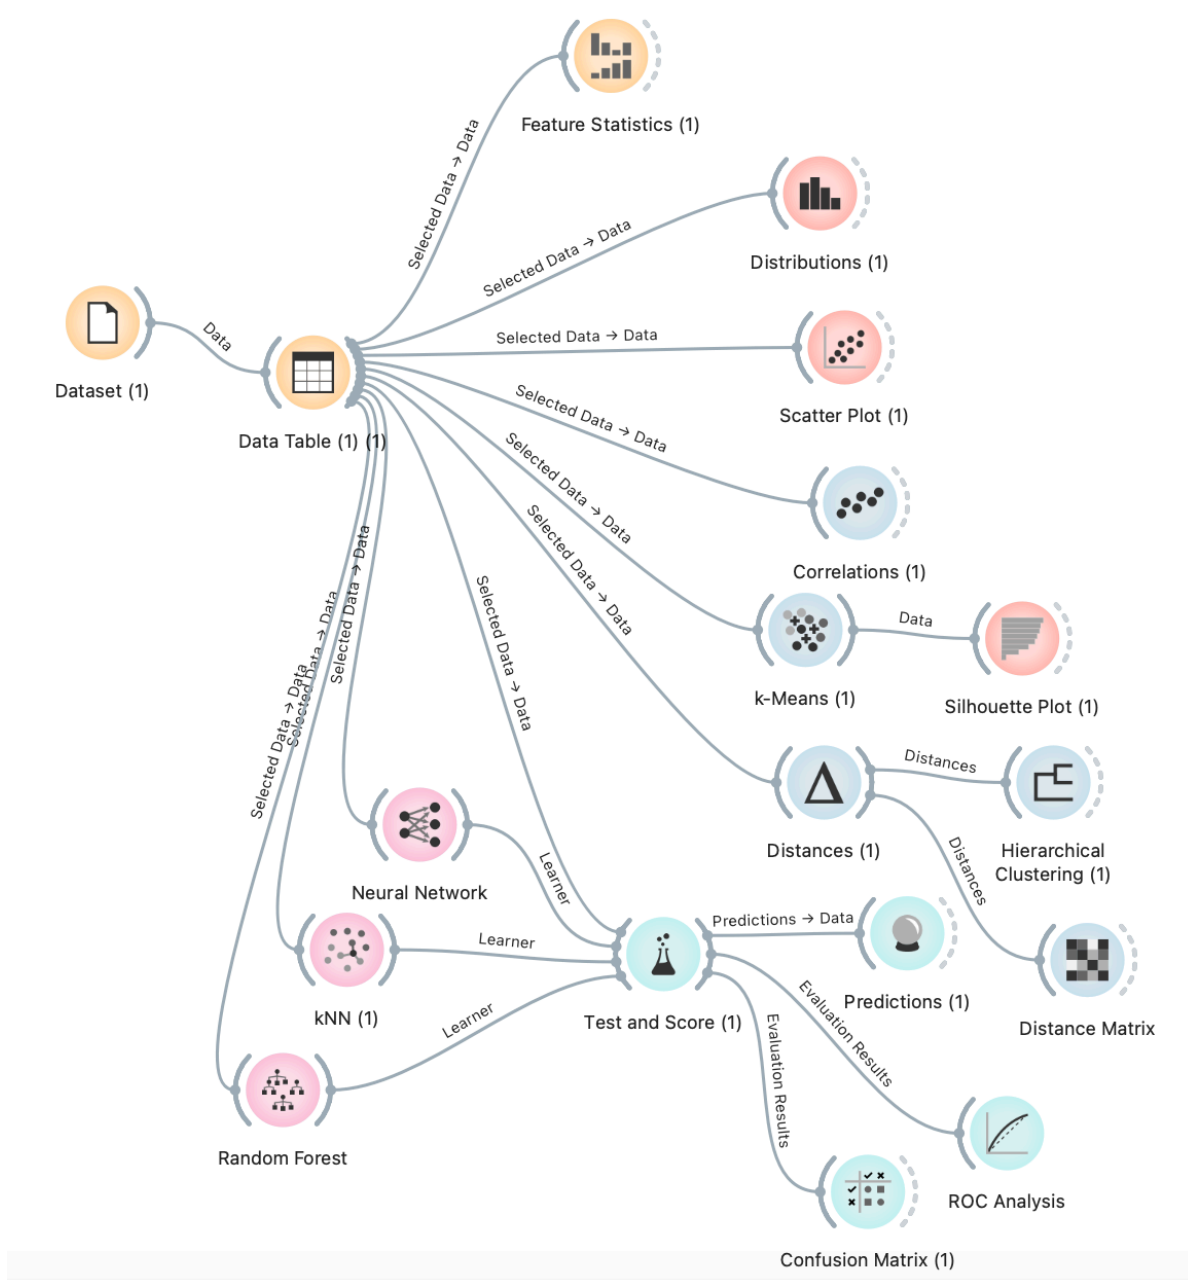 Feature Statistics (1)
Selected Data → Data
Distributions (1)
Selected Data → Data
Dataset (1)
Data
Data Table (1) (1)
Selected Data → Data
Scatter Plot (1)
Selected Data → Data
Correlations (1)
Selected Data → Data
k-Means (1)
Data
Silhouette Plot (1)
Selected Data → Data
Distances (1)
Distances
Hierarchical
Clustering (1)
Distances
Distance Matrix
Selected Data → Data
Selected Data → Data
Selected Data → Data
Selected Data → Data
Neural Network
Learner
kNN (1)
Learner
Random Forest
Learner
Test and Score (1)
Predictions → Data
Predictions (1)
Evaluation Results
ROC Analysis
Evaluation Results
Confusion Matrix (1)